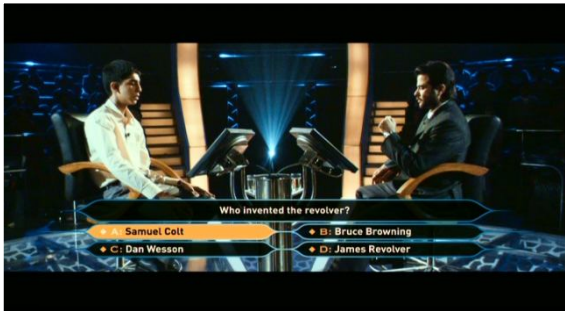 Who invented the revolver?
A: Samuel Colt
B: Bruce Browning
C: Dan Wesson
D: James Revolver